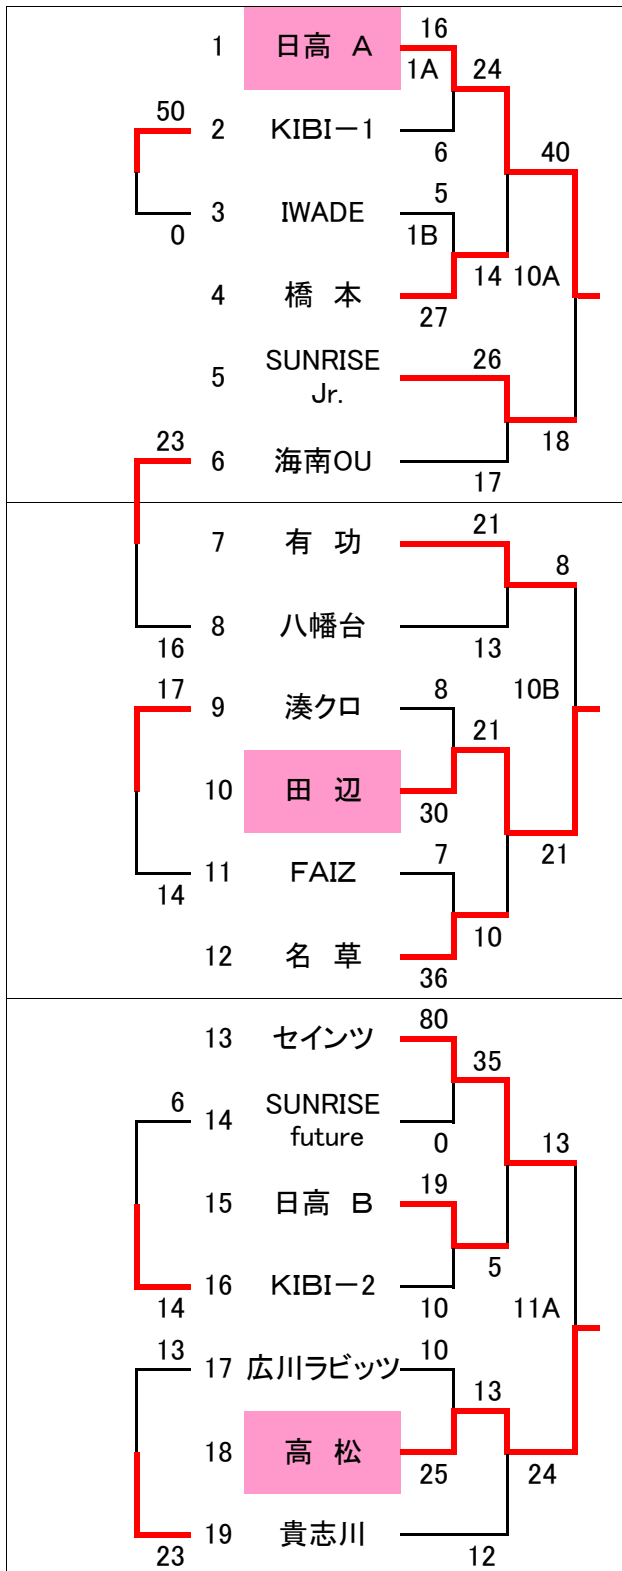 16
1 日高 A
1A 24
50
2 KIBI-1
6 40
5
3 IWADE
0 1B
14 10A
4 橋 本
27
SUNRISE 26
5
Jr.
23 18
6 海南OU
17
21
7 有 功
8
8 八幡台
16 13
17 8 10B
9 湊クロ
21
10 田 辺
30
7 21
11 FAIZ
14
10
12 名 草
36
80
13 セインツ
35
6 SUNRISE
14
future
0 13
19
15 日高 B
5
16 KIBI-2
14 10 11A
13 10
17 広川ラビッツ
13
18 高 松
25 24
19 貴志川
23 12